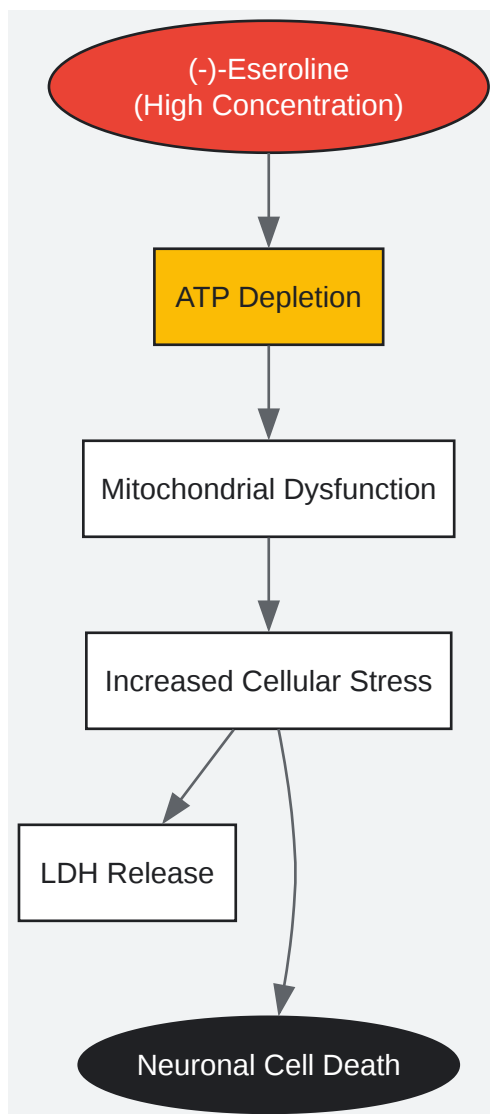 (-)-Eseroline
(High Concentration)
ATP Depletion
Mitochondrial Dysfunction
Increased Cellular Stress
LDH Release
Neuronal Cell Death